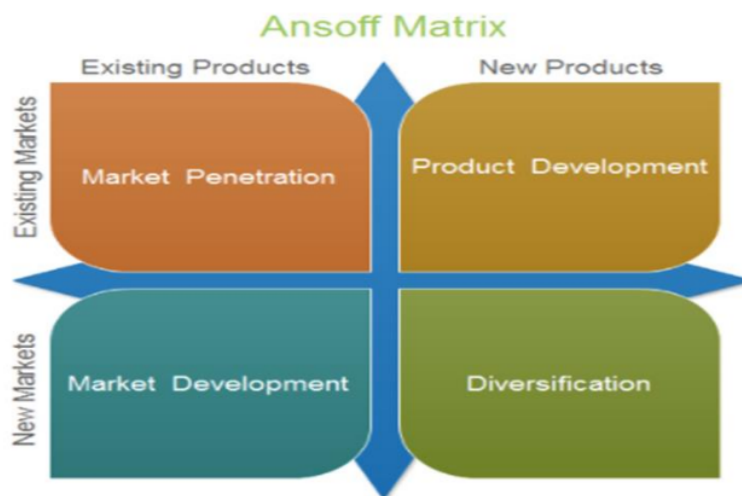 Ansoff Matrix
Existing Products
New Products
Existing Markets
Market Penetration
Product Development
New Markets
Market Development
Diversification